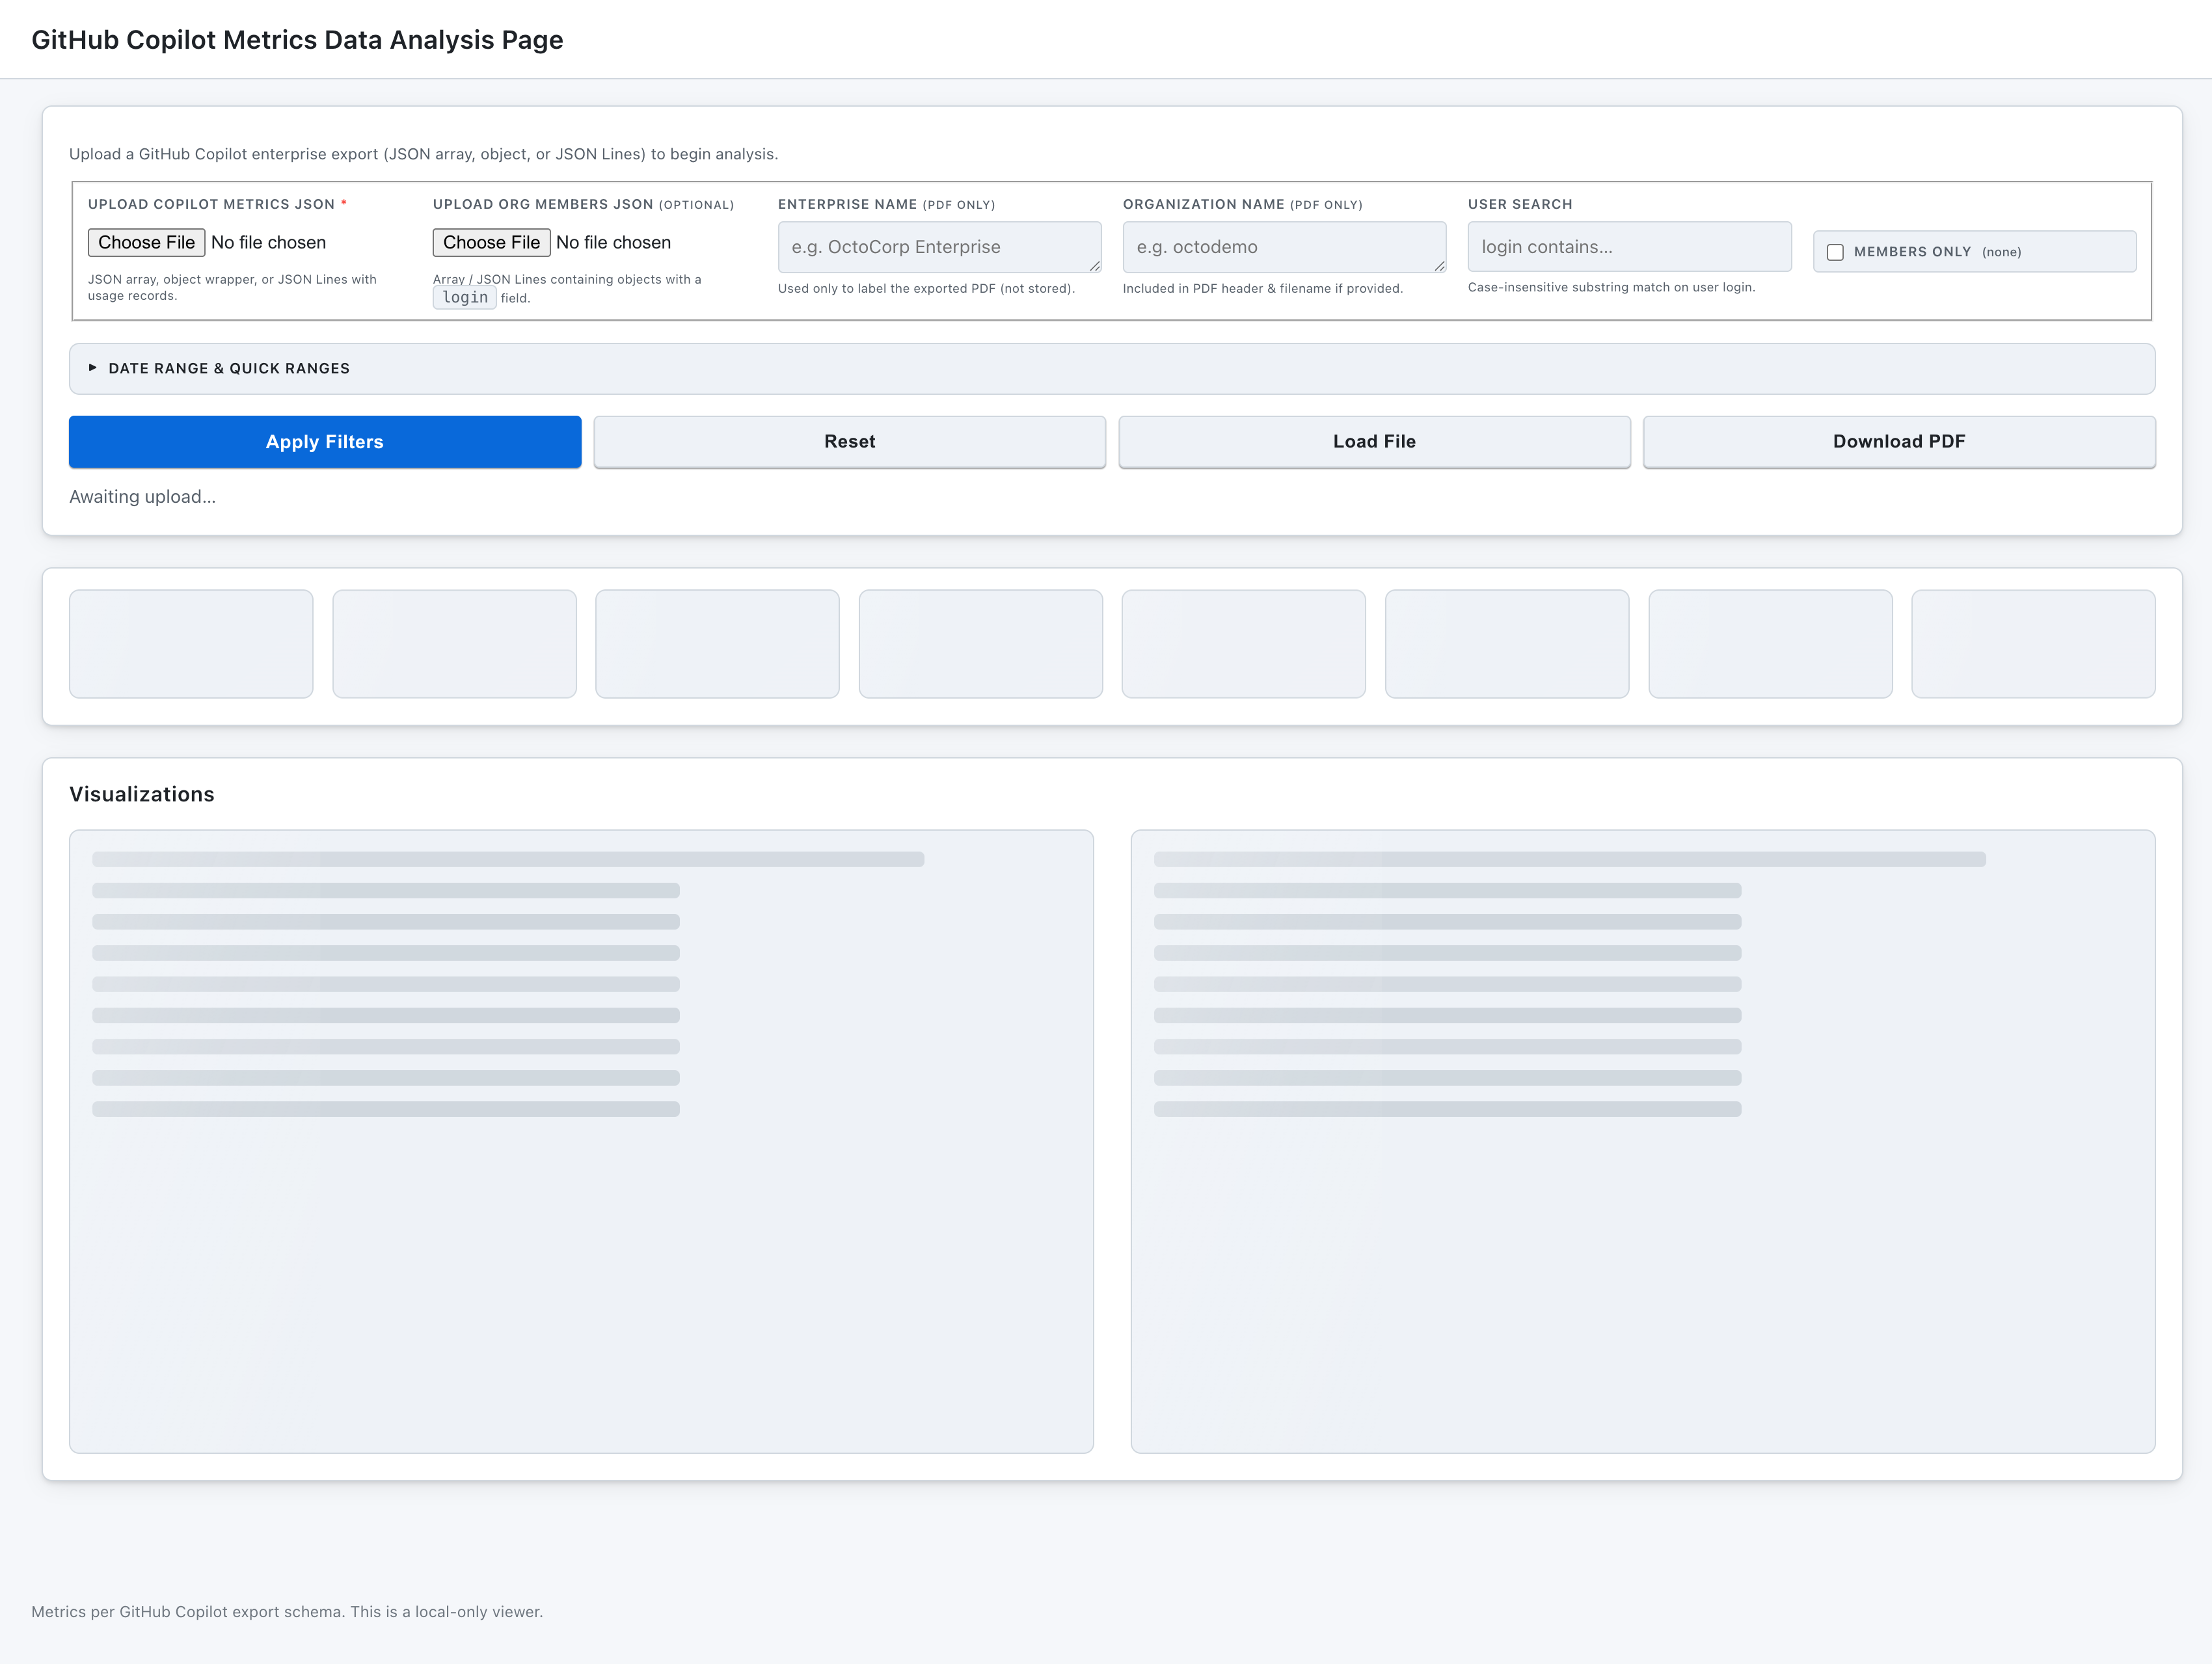 GitHub Copilot Metrics Data Analysis Page
Upload a GitHub Copilot enterprise export (JSON array, object, or JSON Lines) to begin analysis.
UPLOAD COPILOT METRICS JSON *
Choose File No file chosen
JSON array, object wrapper, or JSON Lines with
usage records.
UPLOAD ORG MEMBERS JSON (OPTIONAL)
Choose File No file chosen
Array / JSON Lines containing objects with a
login field.
ENTERPRISE NAME (PDF ONLY)
e.g. OctoCorp Enterprise
Used only to label the exported PDF (not stored).
ORGANIZATION NAME (PDF ONLY)
e.g. octodemo
Included in PDF header & filename if provided.
USER SEARCH
login contains...
Case-insensitive substring match on user login.
MEMBERS ONLY (none)
DATE RANGE & QUICK RANGES
Apply Filters
Reset
Load File
Download PDF
Awaiting upload...
Visualizations
Metrics per GitHub Copilot export schema. This is a local-only viewer.